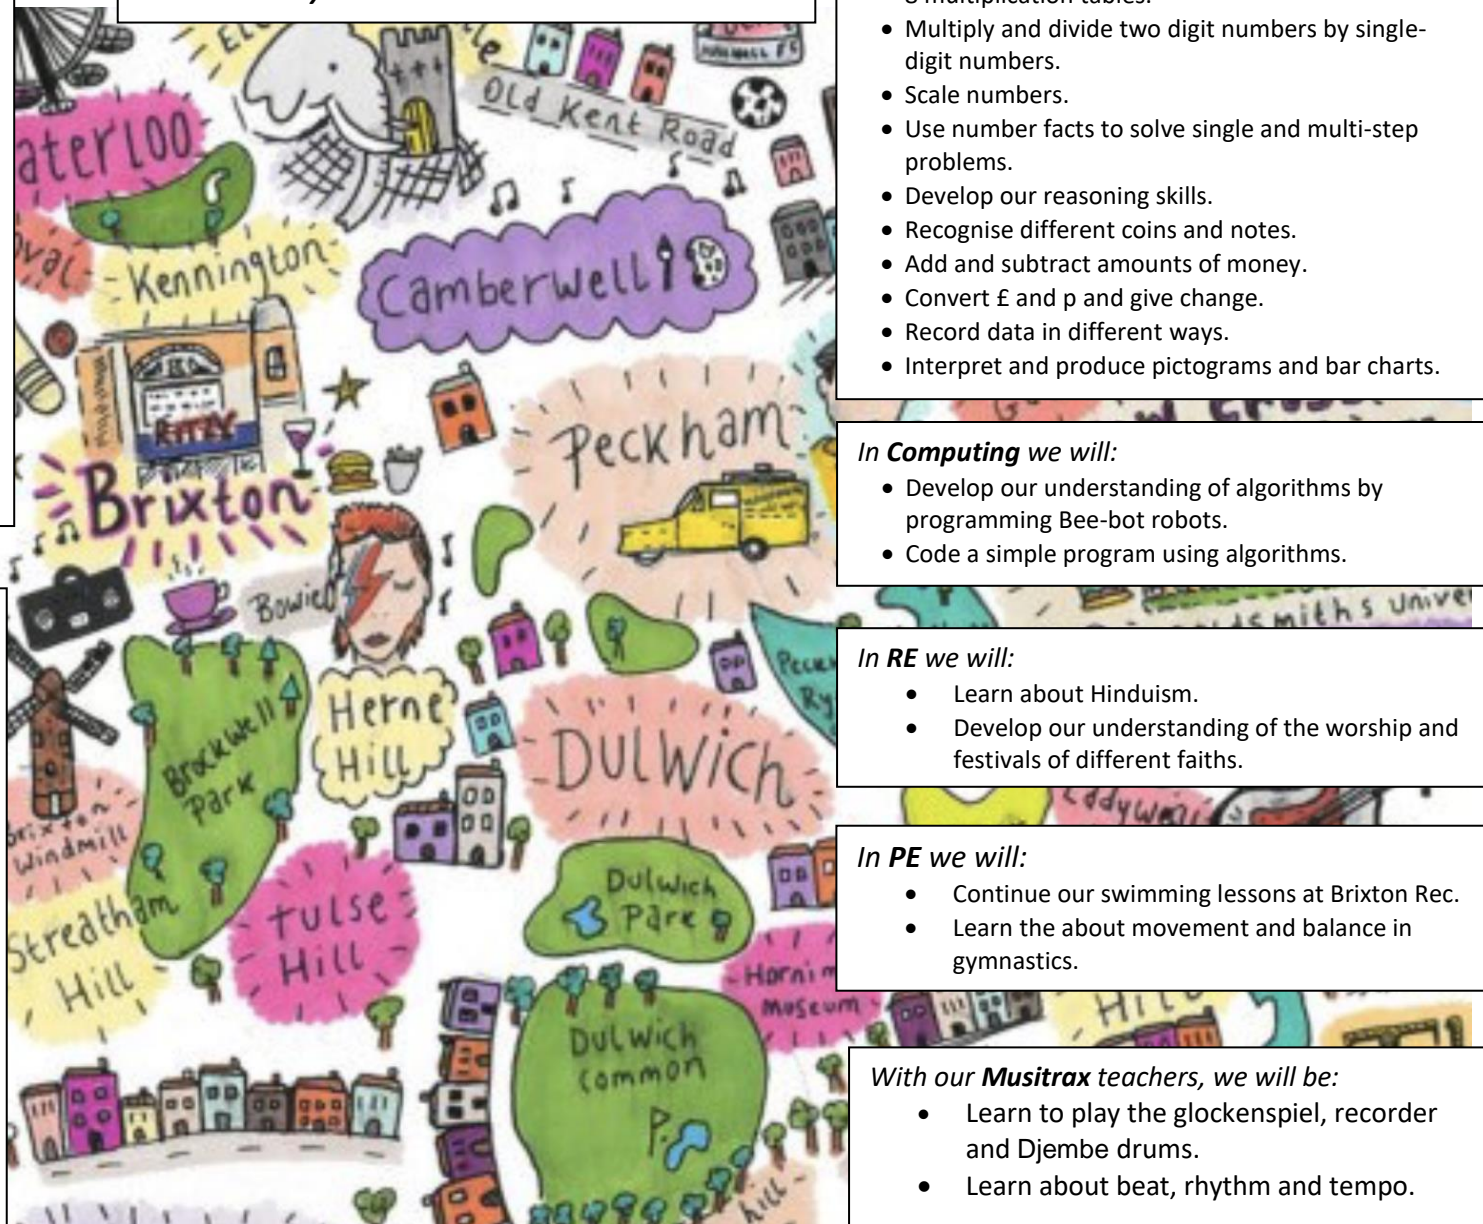 Old Kent Road
Kennington
Camberwell
RITZY
Brixton
Peckham
Bowie
Herne
Hill
Brockwell
Park
DULWICH
Windmill
Streatham
Hill
TULSE
Hill
Dulwich
Park
Museum
DULWICH
Common
P.
hill
Multiply and divide two digit numbers by single-
digit numbers.
Scale numbers.
Use number facts to solve single and multi-step
problems.
Develop our reasoning skills.
Recognise different coins and notes.
Add and subtract amounts of money.
Convert £ and p and give change.
Record data in different ways.
Interpret and produce pictograms and bar charts.
In Computing we will:
Develop our understanding of algorithms by
programming Bee-bot robots.
Code a simple program using algorithms.
In RE we will:
Learn about Hinduism.
Develop our understanding of the worship and
festivals of different faiths.
In PE we will:
Continue our swimming lessons at Brixton Rec.
Learn the about movement and balance in
gymnastics.
With our Musitrax teachers, we will be:
Learn to play the glockenspiel, recorder
and Djembe drums.
Learn about beat, rhythm and tempo.